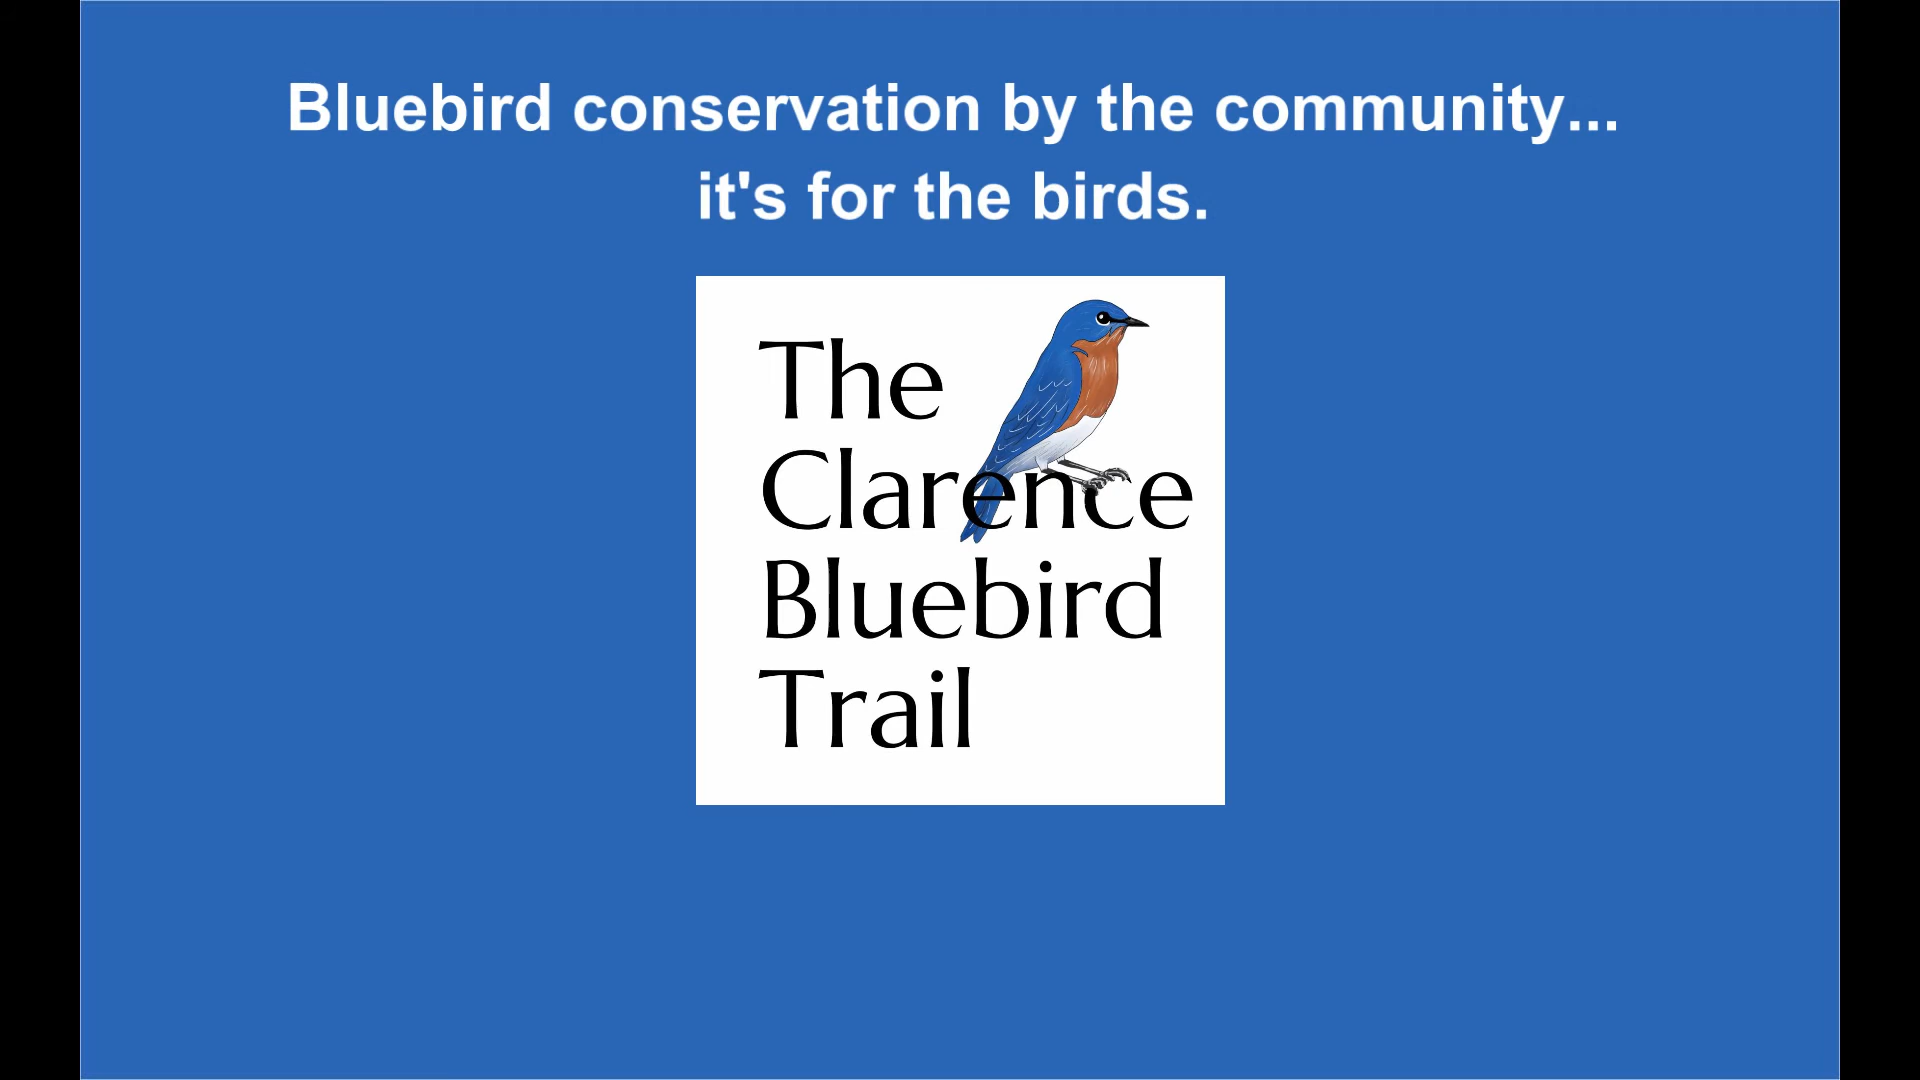 Bluebird conservation by the community...
it's for the birds.
The
Clarence
Bluebird
Trail